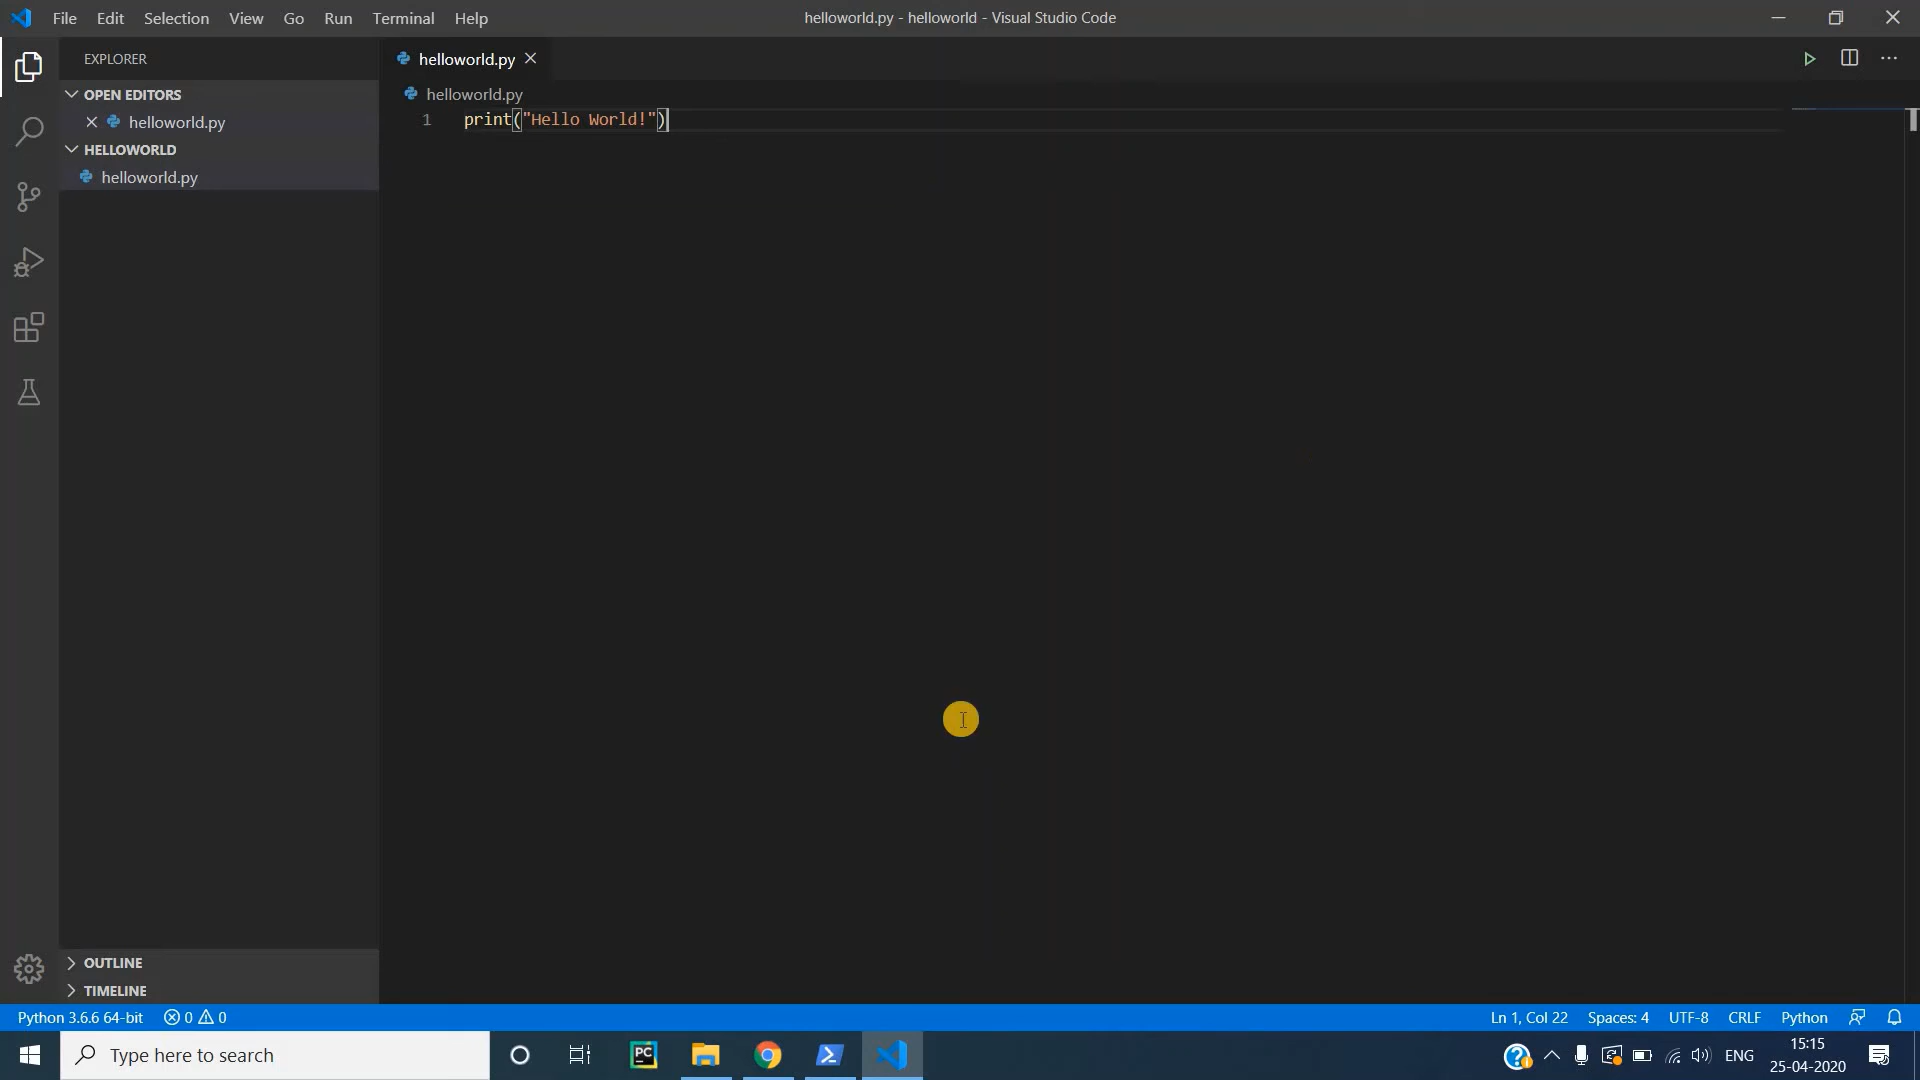 File Edit Selection View Go Run Terminal Help
helloworld.py - helloworld - Visual Studio Code
EXPLORER
OPEN EDITORS
helloworld.py
HELLOWORLD
helloworld.py
OUTLINE
TIMELINE
helloworld.py
helloworld.py
1 print("Hello World!")
Python 3.6.6 64-bit 0 0
Ln 1, Col 22 Spaces: 4 UTF-8 CRLF Python
Type here to search
PC
ENG
15:15
25-04-2020